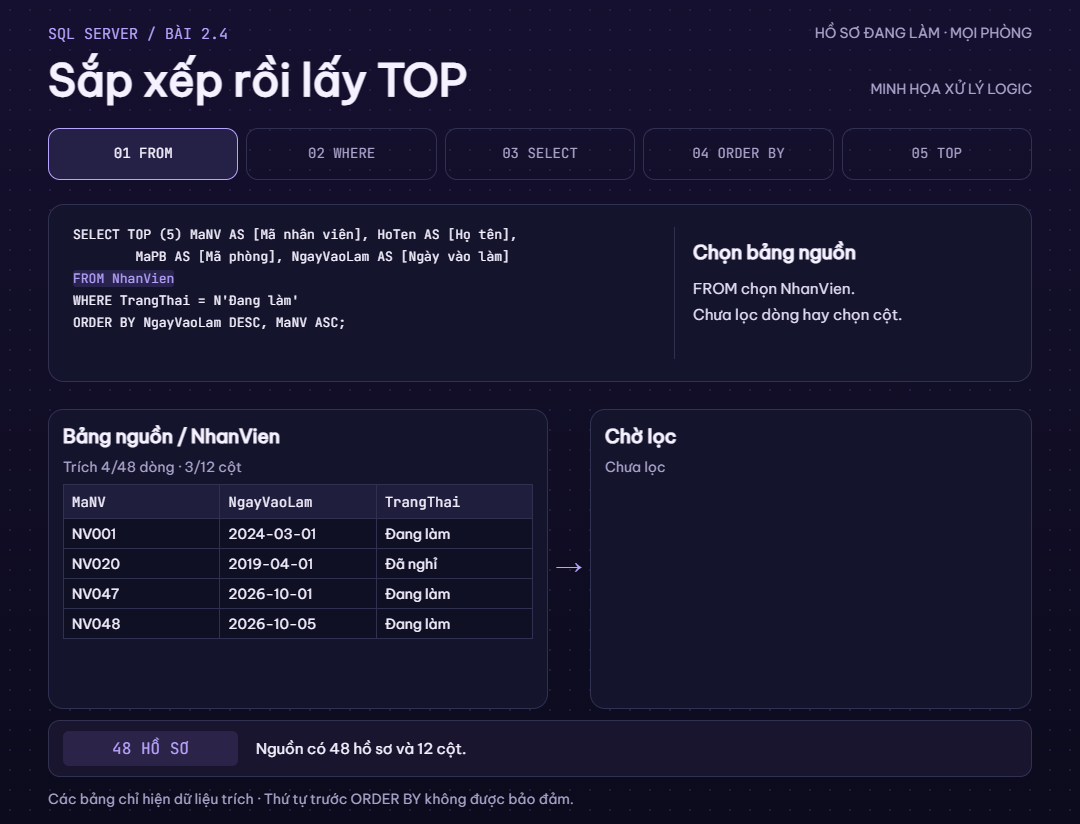 SQL SERVER / BÀI 2.4
HỒ SƠ ĐANG LÀM · MỌI PHÒNG
Sắp xếp rồi lấy TOP
MINH HỌA XỬ LÝ LOGIC
01 FROM
02 WHERE
03 SELECT
04 ORDER BY
05 TOP
SELECT TOP (5) MaNV AS [Mã nhân viên], HoTen AS [Họ tên],
MaPB AS [Mã phòng], NgayVaoLam AS [Ngày vào làm]
FROM NhanVien
WHERE TrangThai = N'Đang làm'
ORDER BY NgayVaoLam DESC, MaNV ASC;
Chọn bảng nguồn
FROM chọn NhanVien.
Chưa lọc dòng hay chọn cột.
Bảng nguồn / NhanVien
Trích 4/48 dòng · 3/12 cột
MaNV NgayVaoLam TrangThai
NV001 2024-03-01 Đang làm
NV020 2019-04-01 Đã nghỉ
NV047 2026-10-01 Đang làm
NV048 2026-10-05 Đang làm
→
Chờ lọc
Chưa lọc
48 HỒ SƠ
Nguồn có 48 hồ sơ và 12 cột.
Các bảng chỉ hiện dữ liệu trích · Thứ tự trước ORDER BY không được bảo đảm.